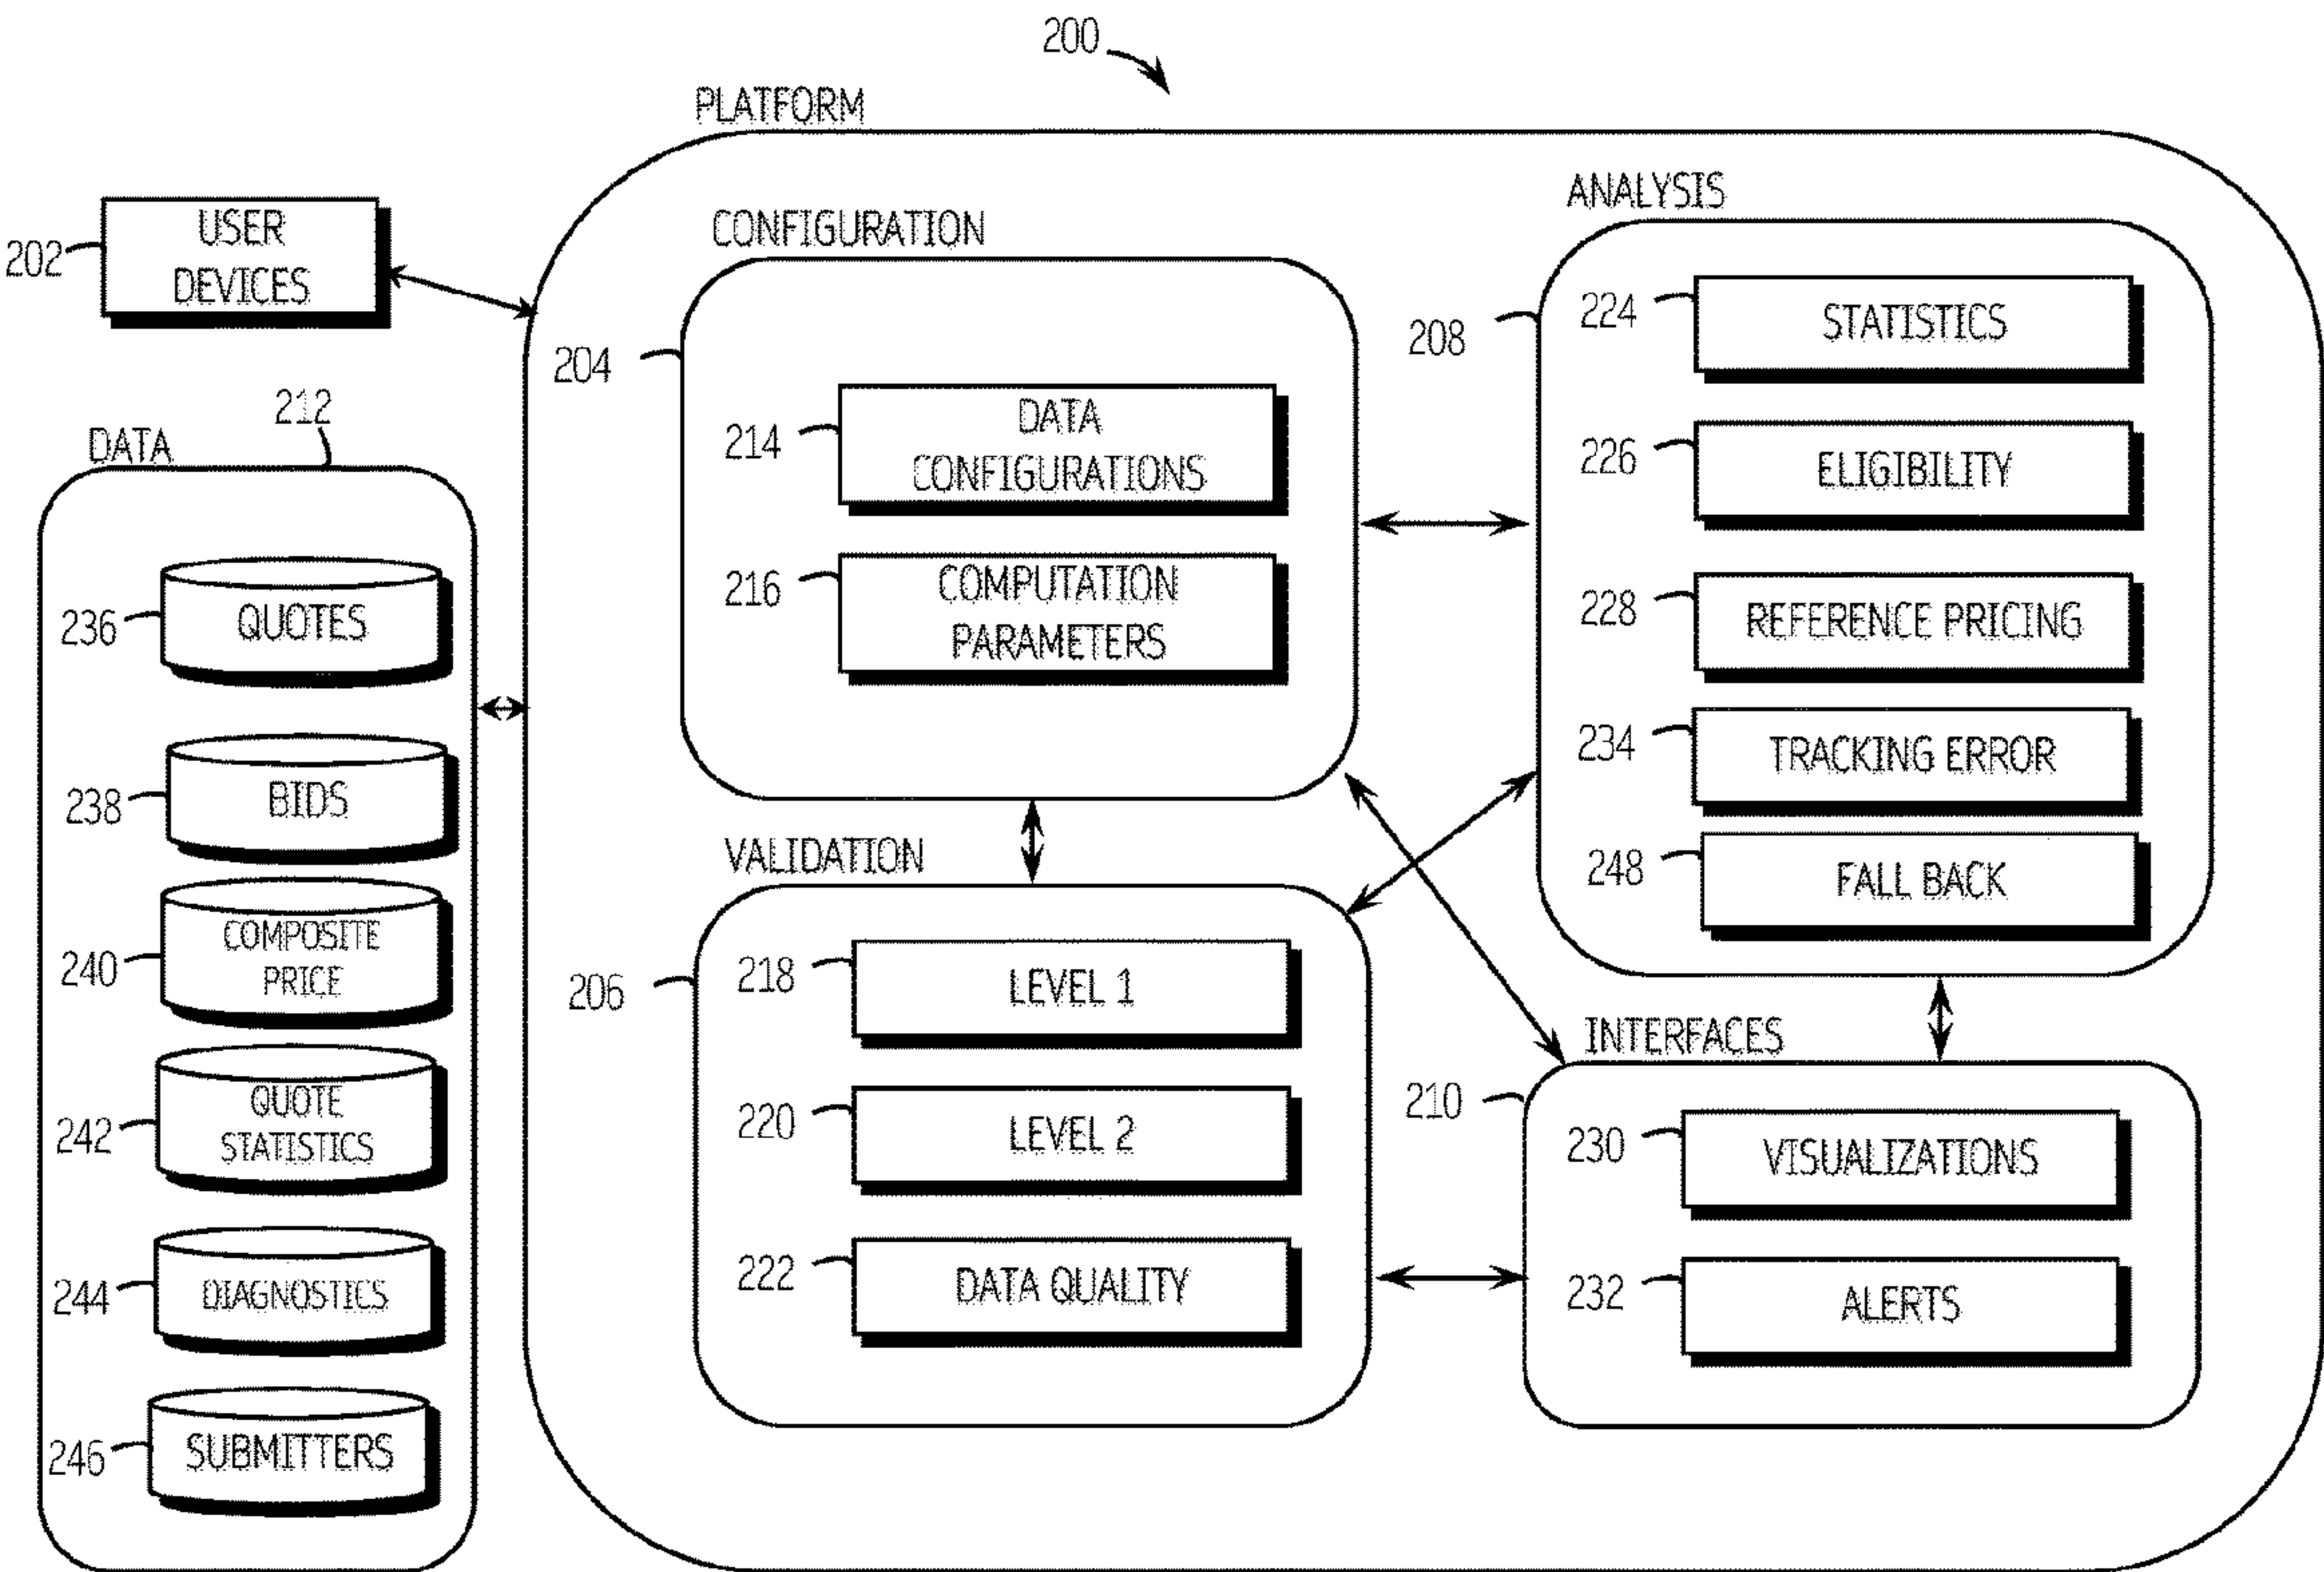 200
PLATFORM
USER
DEVICES
202
DATA
212
236
QUOTES
238
BIDS
240
COMPOSITE
PRICE
242
QUOTE
STATISTICS
244
DIAGNOSTICS
246
SUBMITTERS
CONFIGURATION
204
214
DATA
CONFIGURATIONS
216
COMPUTATION
PARAMETERS
VALIDATION
206
218
LEVEL 1
220
LEVEL 2
222
DATA QUALITY
ANALYSIS
208
224
STATISTICS
226
ELIGIBILITY
228
REFERENCE PRICING
234
TRACKING ERROR
248
FALL BACK
INTERFACES
210
230
VISUALIZATIONS
232
ALERTS